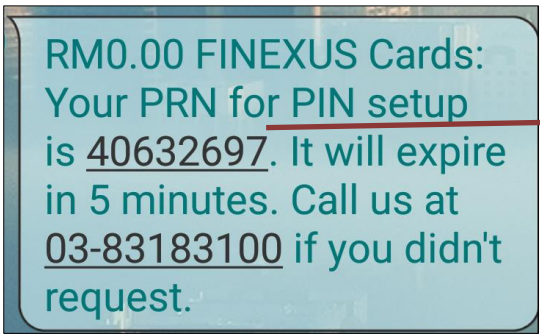 RM0.00 FINEXUS Cards:
Your PRN for PIN setup
is 40632697. It will expire
in 5 minutes. Call us at
03-83183100 if you didn't
request.